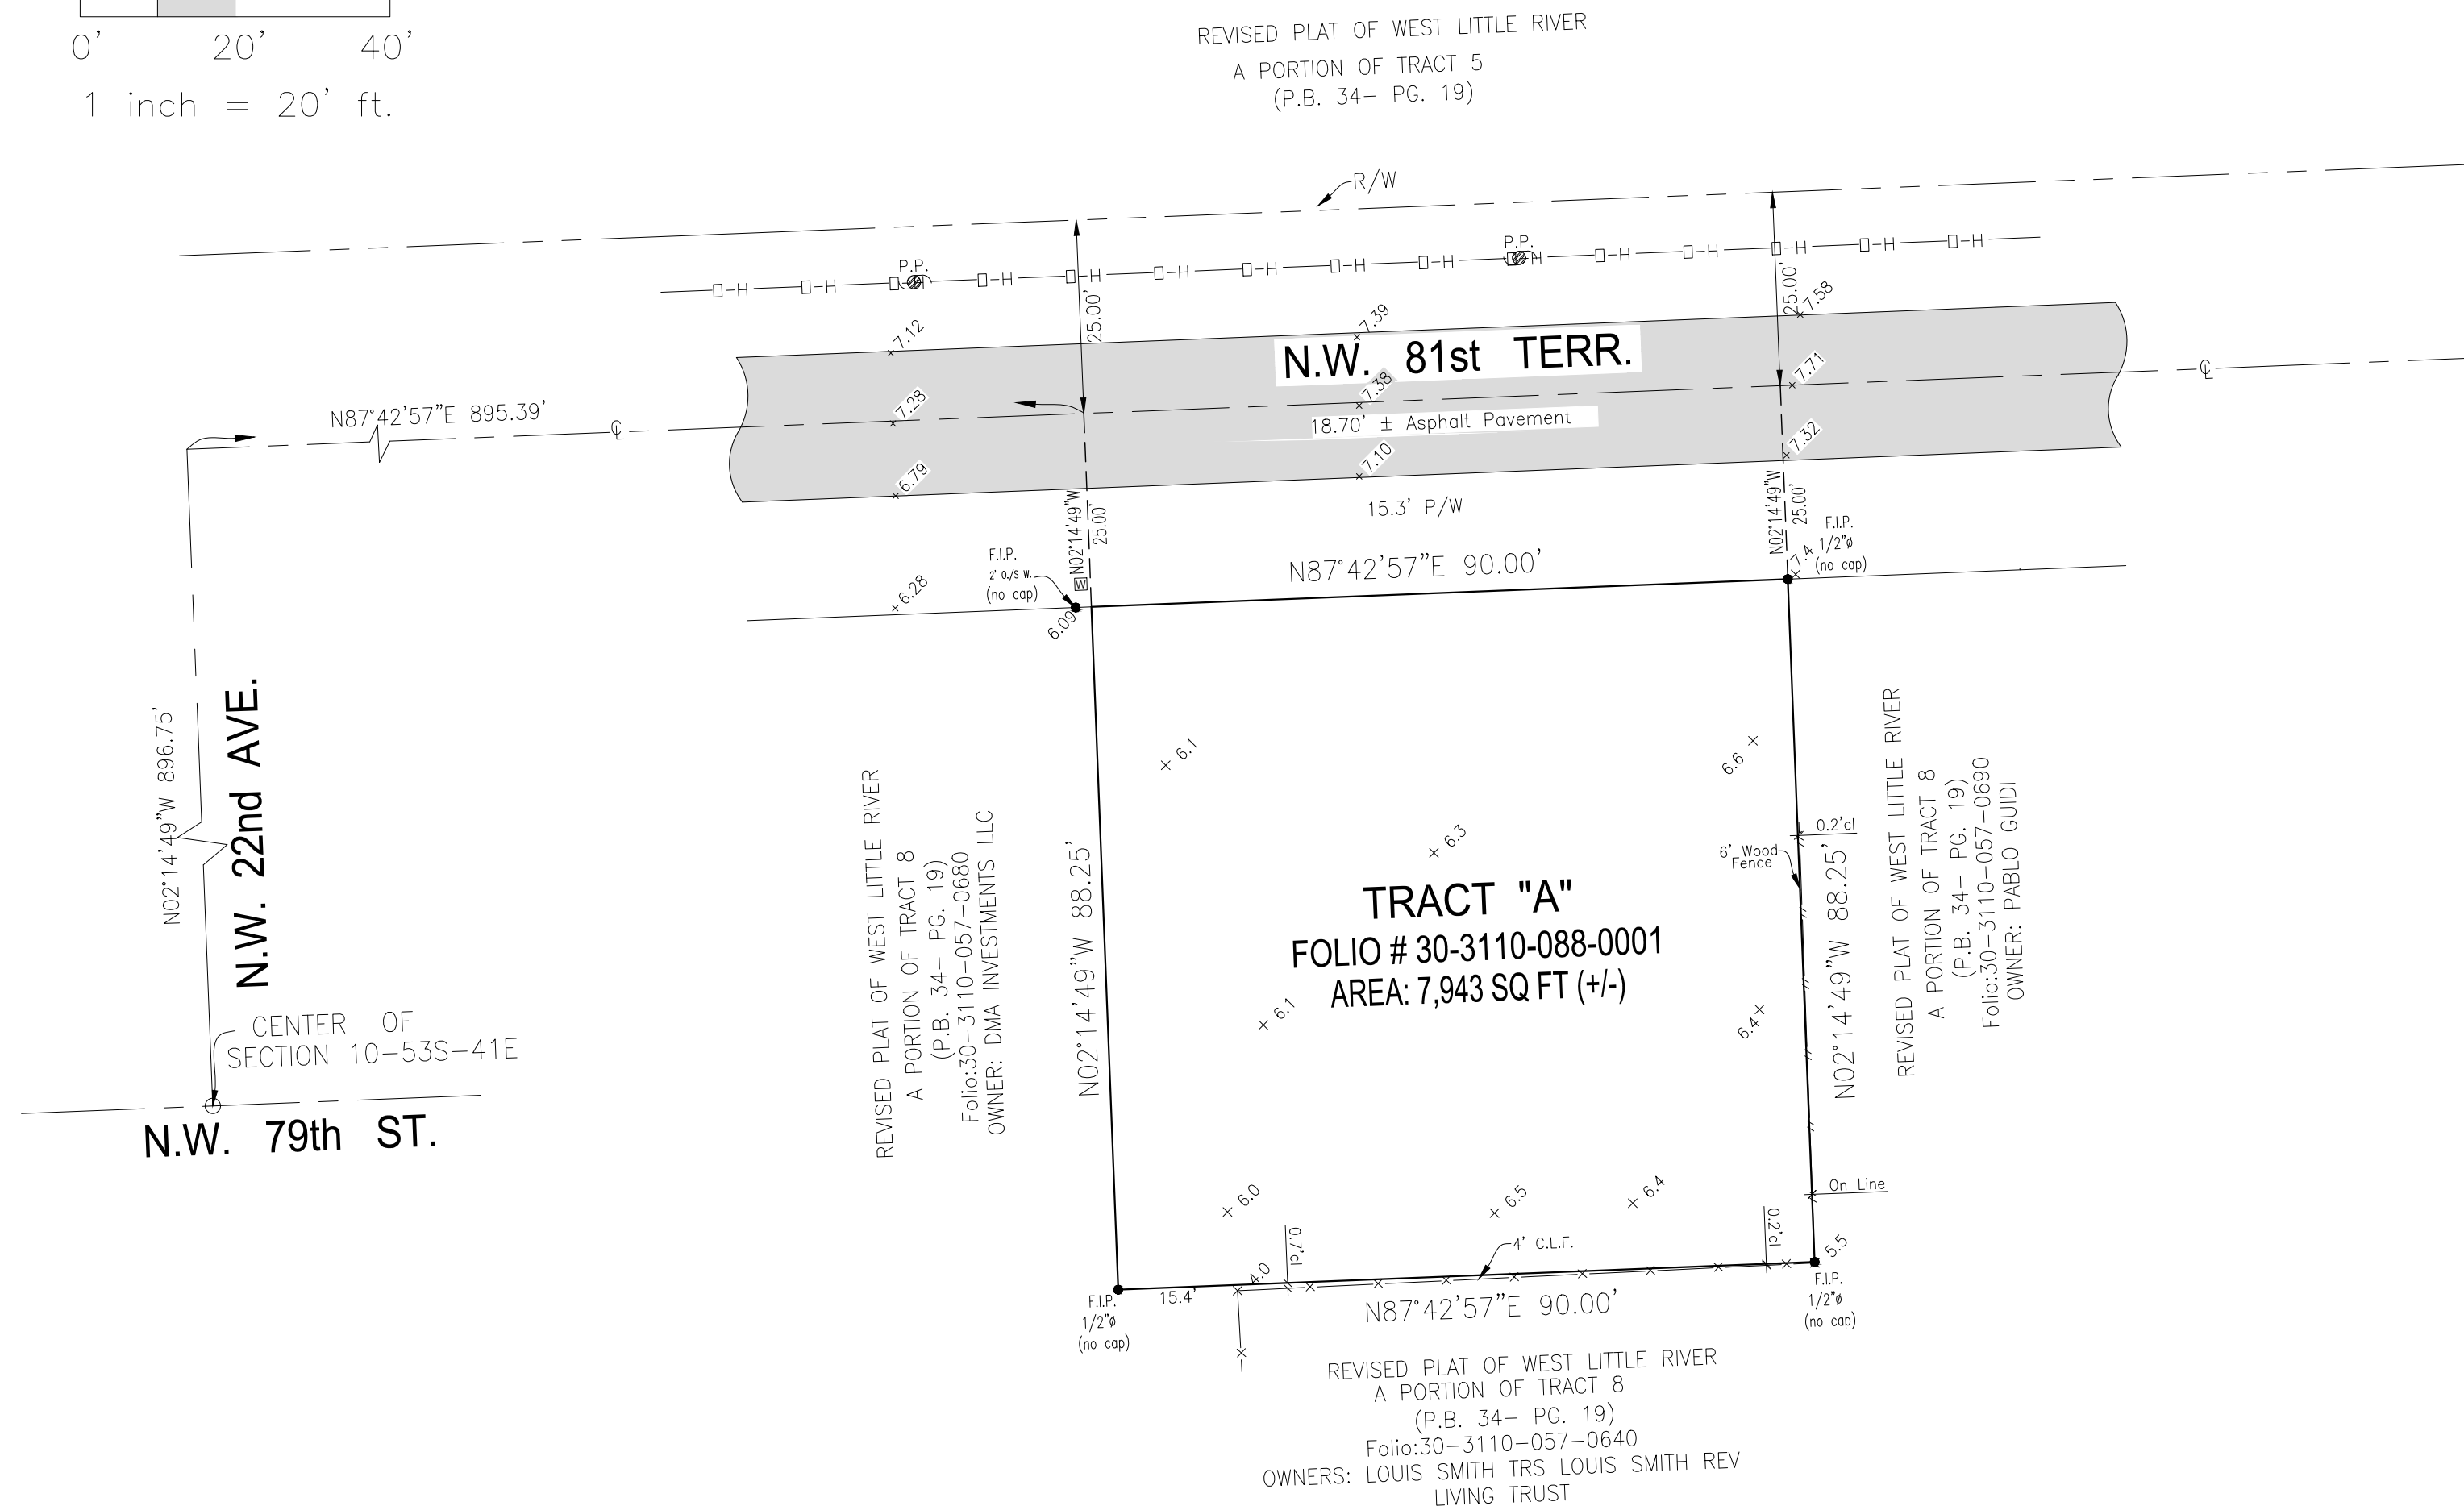 0' 20' 40'
1 inch = 20' ft.
REVISED PLAT OF WEST LITTLE RIVER
A PORTION OF TRACT 5
(P.B. 34- PG. 19)
R/W
P.P.
P.P.
-H -H -H -H -H -H -H -H -H -H -H -H -H -H -H
25.00'
25.00'
7.12
7.39
7.58
N.W. 81st TERR.
7.28
7.38
7.71
18.70' ± Asphalt Pavement
N87°42'57"E 895.39'
℄
℄
6.79
7.10
7.32
15.3' P/W
N02°14'49"W
25.00'
N02°14'49"W
25.00'
F.I.P.
2' O./S W.
(no cap)
W
F.I.P.
1/2"ø
(no cap)
7.4
N87°42'57"E 90.00'
6.28
6.09
N02°14'49"W 896.75'
N.W. 22nd AVE.
CENTER OF
SECTION 10-53S-41E
N.W. 79th ST.
REVISED PLAT OF WEST LITTLE RIVER
A PORTION OF TRACT 8
(P.B. 34- PG. 19)
Folio:30-3110-057-0680
OWNER: DMA INVESTMENTS LLC
N02°14'49"W 88.25'
6.1
6.6
6.3
0.2'cl
6' Wood
Fence
TRACT "A"
FOLIO # 30-3110-088-0001
AREA: 7,943 SQ FT (+/-)
6.1
6.4
N02°14'49"W 88.25'
REVISED PLAT OF WEST LITTLE RIVER
A PORTION OF TRACT 8
(P.B. 34- PG. 19)
Folio:30-3110-057-0690
OWNER: PABLO GUIDI
6.0
6.5
6.4
On Line
0.7'cl
0.2'cl
4' C.L.F.
4.0
5.5
15.4'
F.I.P.
1/2"ø
(no cap)
F.I.P.
1/2"ø
(no cap)
N87°42'57"E 90.00'
REVISED PLAT OF WEST LITTLE RIVER
A PORTION OF TRACT 8
(P.B. 34- PG. 19)
Folio:30-3110-057-0640
OWNERS: LOUIS SMITH TRS LOUIS SMITH REV
LIVING TRUST